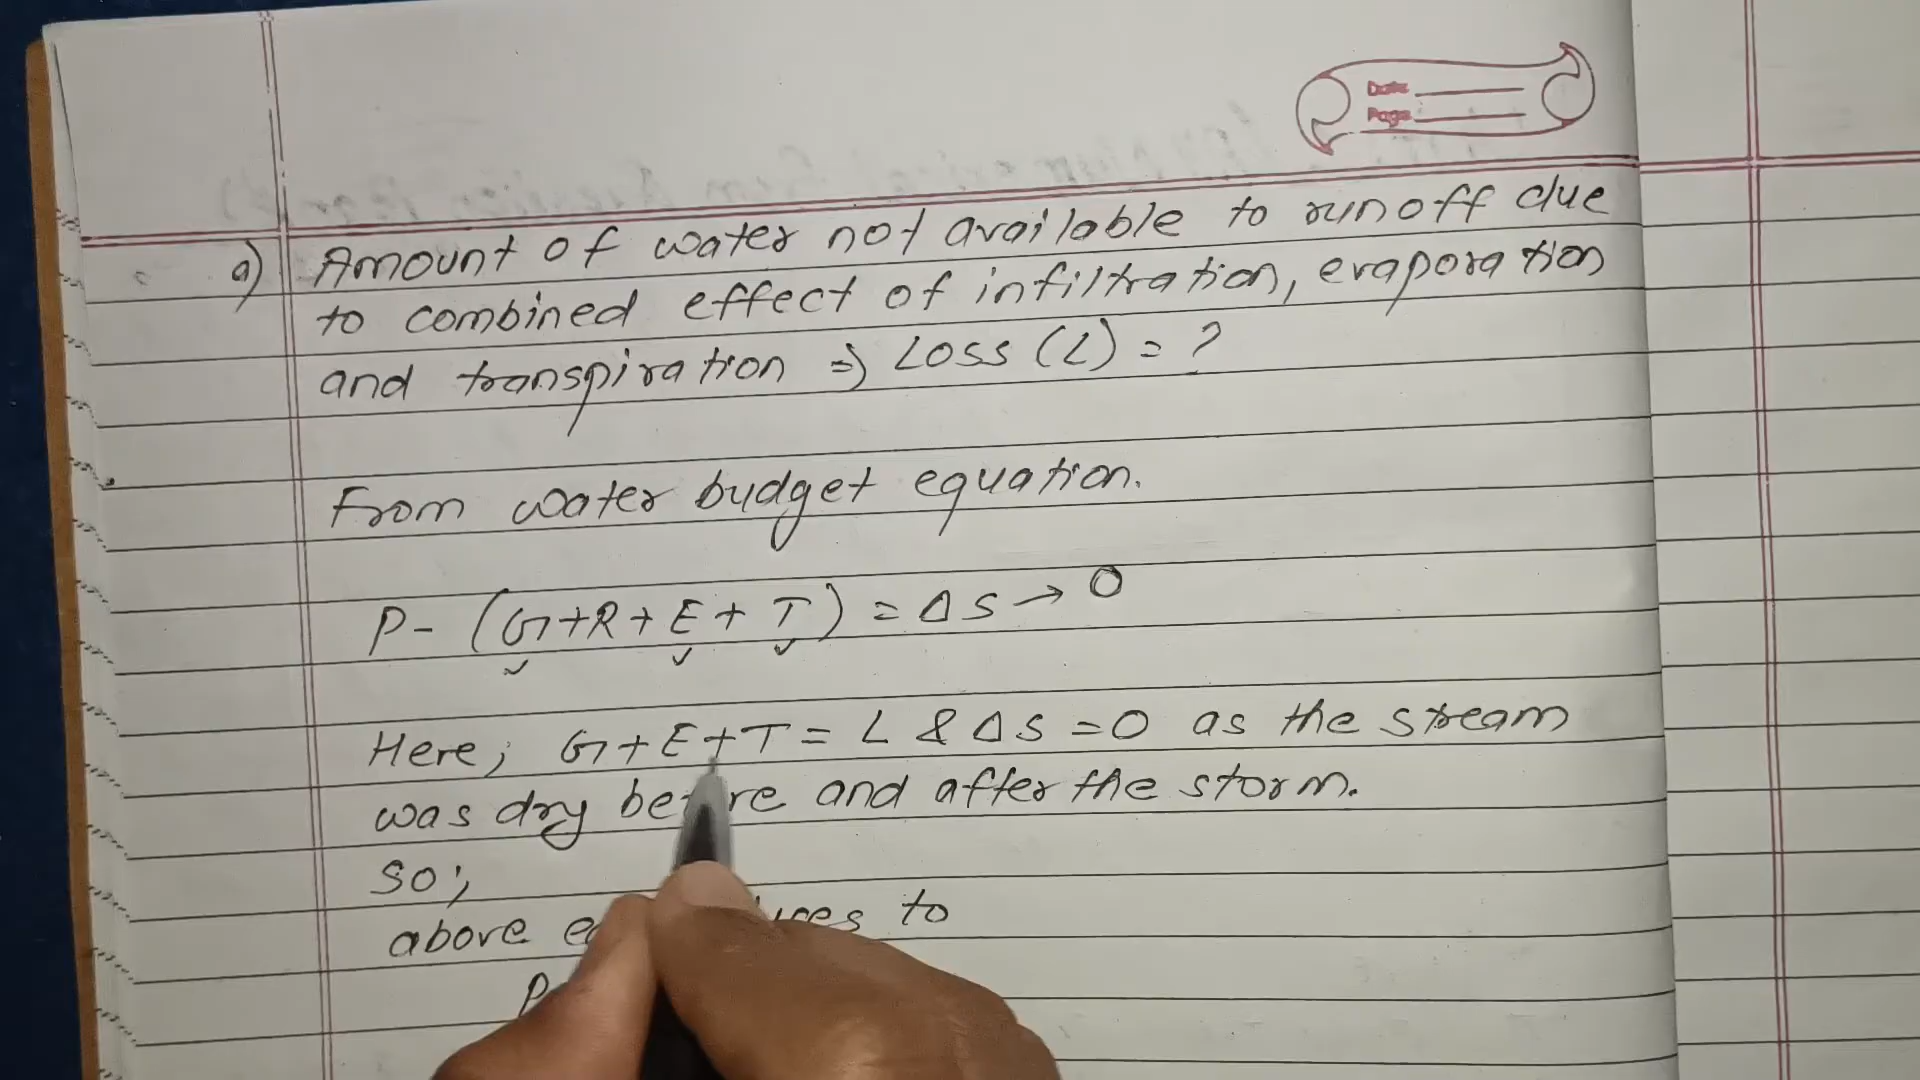 Date
Page
a) Amount of water not available to runoff due
to combined effect of infiltration, evaporation
and transpiration ⇒ Loss (L) = ?
From water budget equation.
P - (G+R+E+T) = ΔS → 0
Here; G+E+T = L & ΔS = 0 as the stream
was dry before and after the storm.
so;
above to
P